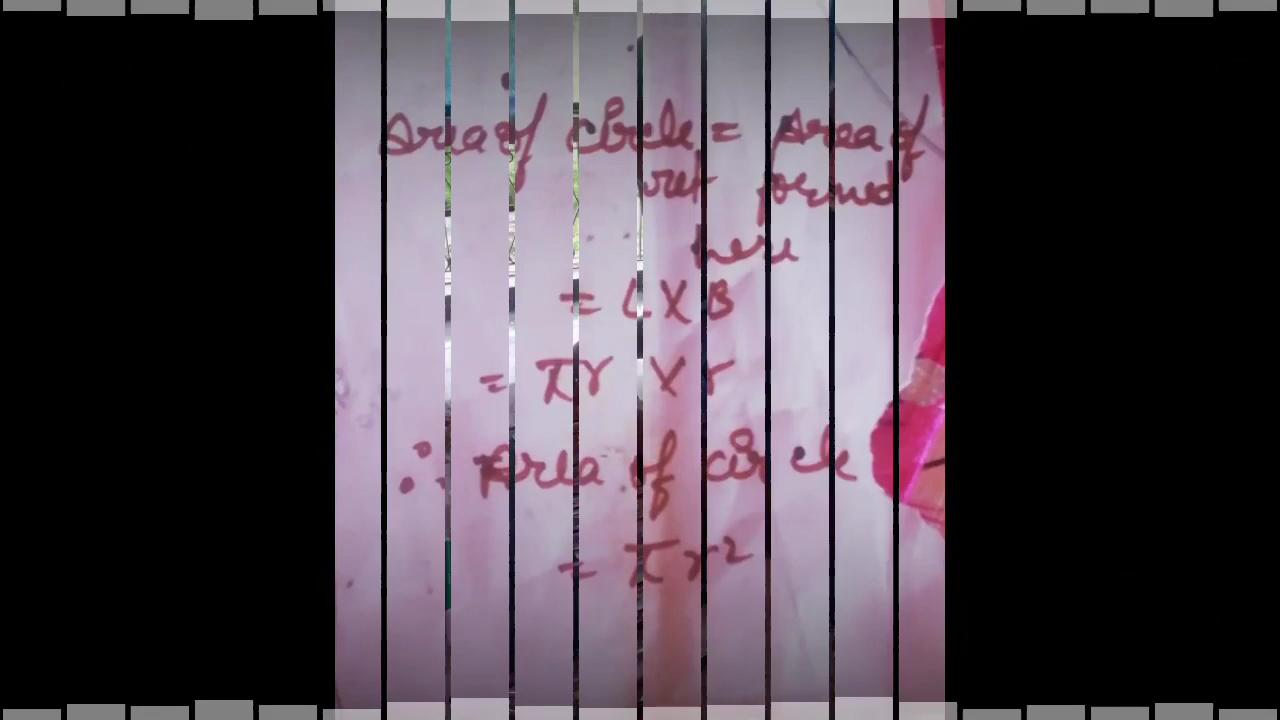 Area of circle = Area of
rect formed
here
= L X B
= πr X r
∴ Area of circle
= πr²